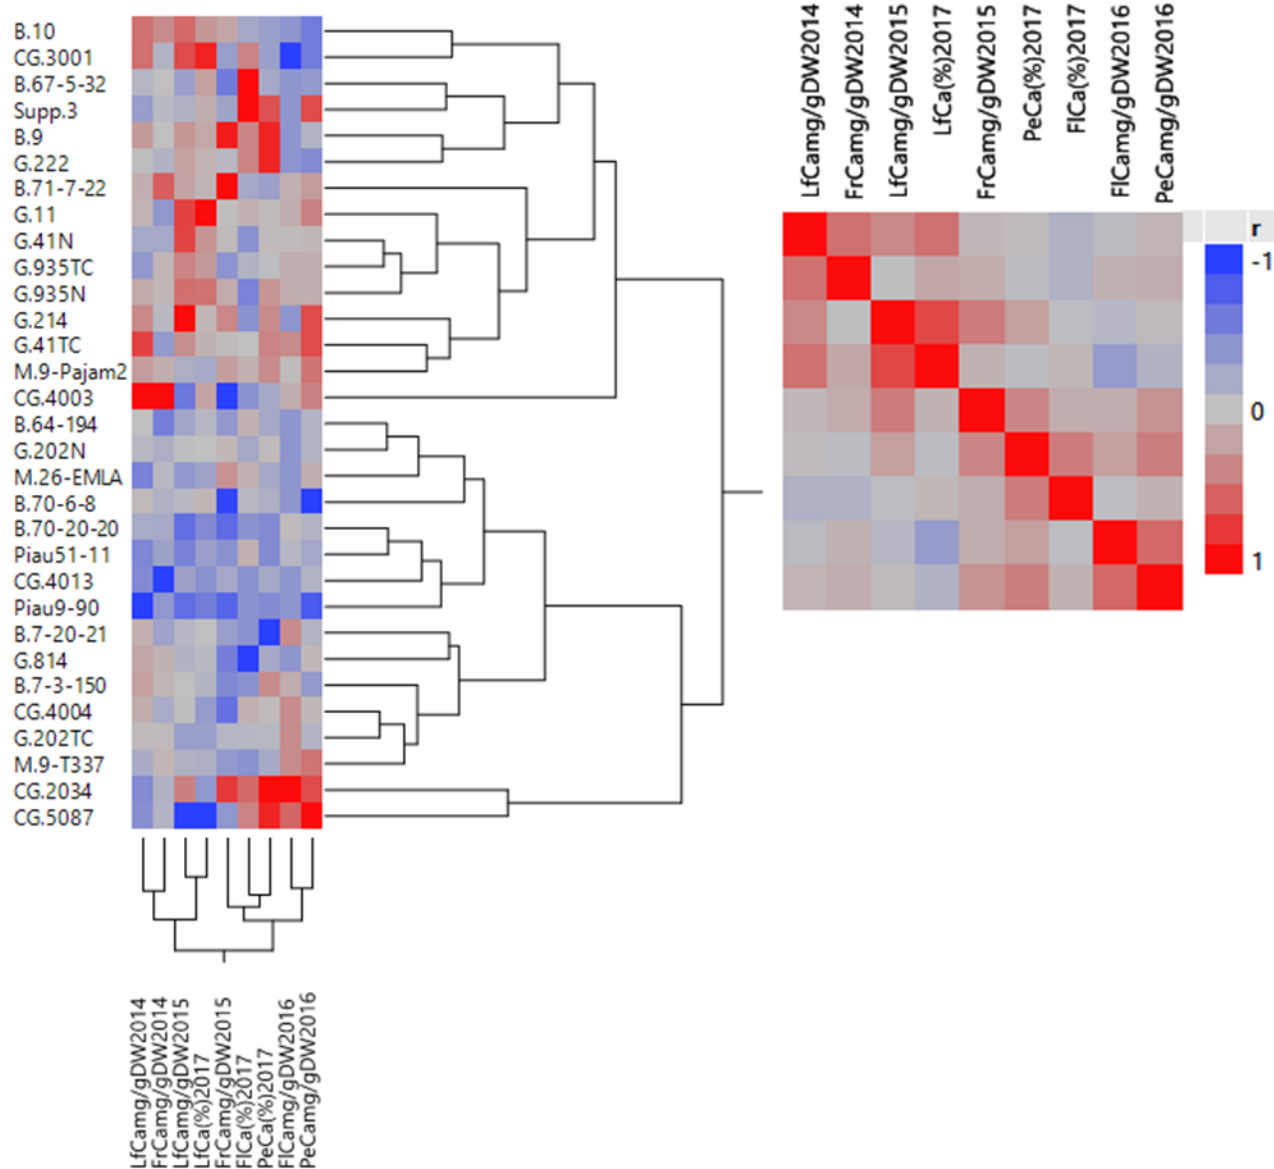 B.10
CG.3001
B.67-5-32
Supp.3
B.9
G.222
B.71-7-22
G.11
G.41N
G.935TC
G.935N
G.214
G.41TC
M.9-Pajam2
CG.4003
B.64-194
G.202N
M.26-EMLA
B.70-6-8
B.70-20-20
Piau51-11
CG.4013
Piau9-90
B.7-20-21
G.814
B.7-3-150
CG.4004
G.202TC
M.9-T337
CG.2034
CG.5087
LfCamg/gDW2014
FrCamg/gDW2014
LfCamg/gDW2015
LfCa(%)2017
FrCamg/gDW2015
FlCa(%)2017
PeCa(%)2017
FlCamg/gDW2016
PeCamg/gDW2016
LfCamg/gDW2014
FrCamg/gDW2014
LfCamg/gDW2015
LfCa(%)2017
FrCamg/gDW2015
PeCa(%)2017
FlCa(%)2017
FlCamg/gDW2016
PeCamg/gDW2016
r
-1
0
1